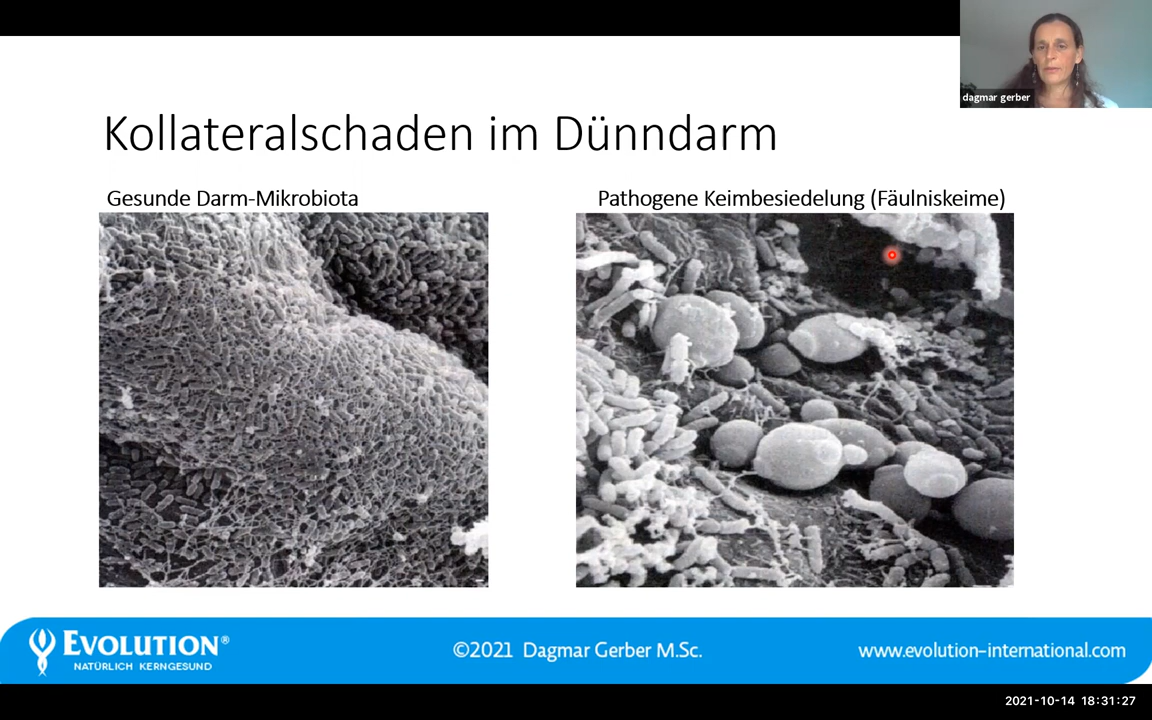 dagmar gerber
Kollateralschaden im Dünndarm
Gesunde Darm-Mikrobiota
Pathogene Keimbesiedelung (Fäulniskeime)
EVOLUTION®
NATÜRLICH KERNGESUND
©2021 Dagmar Gerber M.Sc.
www.evolution-international.com
2021-10-14 18:31:27